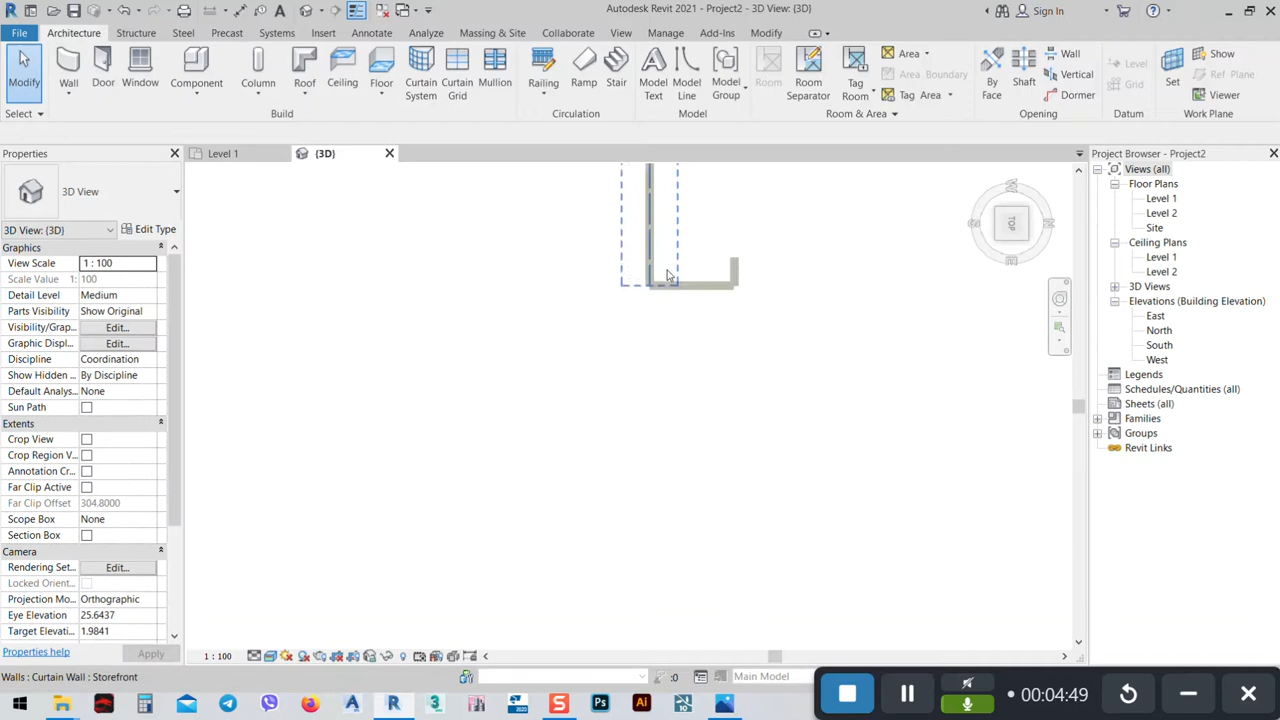 Autodesk Revit 2021 - Project2 - 3D View: {3D}
Sign In
File Architecture Structure Steel Precast Systems Insert Annotate Analyze Massing & Site Collaborate View Manage Add-Ins Modify
Modify
Wall
Door
Window
Component
Column
Roof
Ceiling
Floor
Curtain
System
Curtain
Grid
Mullion
Railing
Ramp
Stair
Model
Text
Model
Line
Model
Group
Room
Room
Separator
Tag
Room
Area
Area Boundary
Tag Area
By
Face
Shaft
Wall
Vertical
Dormer
Level
Grid
Set
Show
Ref Plane
Viewer
Select Build Circulation Model Room & Area Opening Datum Work Plane
Properties
Level 1
{3D}
Project Browser - Project2
3D View
3D View: {3D}
Edit Type
Graphics
View Scale 1 : 100
Scale Value 1: 100
Detail Level Medium
Parts Visibility Show Original
Visibility/Grap... Edit...
Graphic Displ... Edit...
Discipline Coordination
Show Hidden ... By Discipline
Default Analys... None
Sun Path
Extents
Crop View
Crop Region V...
Annotation Cr...
Far Clip Active
Far Clip Offset 304.8000
Scope Box None
Section Box
Camera
Rendering Set... Edit...
Locked Orient...
Projection Mo... Orthographic
Eye Elevation 25.6437
Target Elevati... 1.9841
Properties help
Apply
TOP
W
N
S
E
Views (all)
Floor Plans
Level 1
Level 2
Site
Ceiling Plans
Level 1
Level 2
3D Views
Elevations (Building Elevation)
East
North
South
West
Legends
Schedules/Quantities (all)
Sheets (all)
Families
Groups
Revit Links
1 : 100
Walls : Curtain Wall : Storefront
:0
Main Model
00:04:49